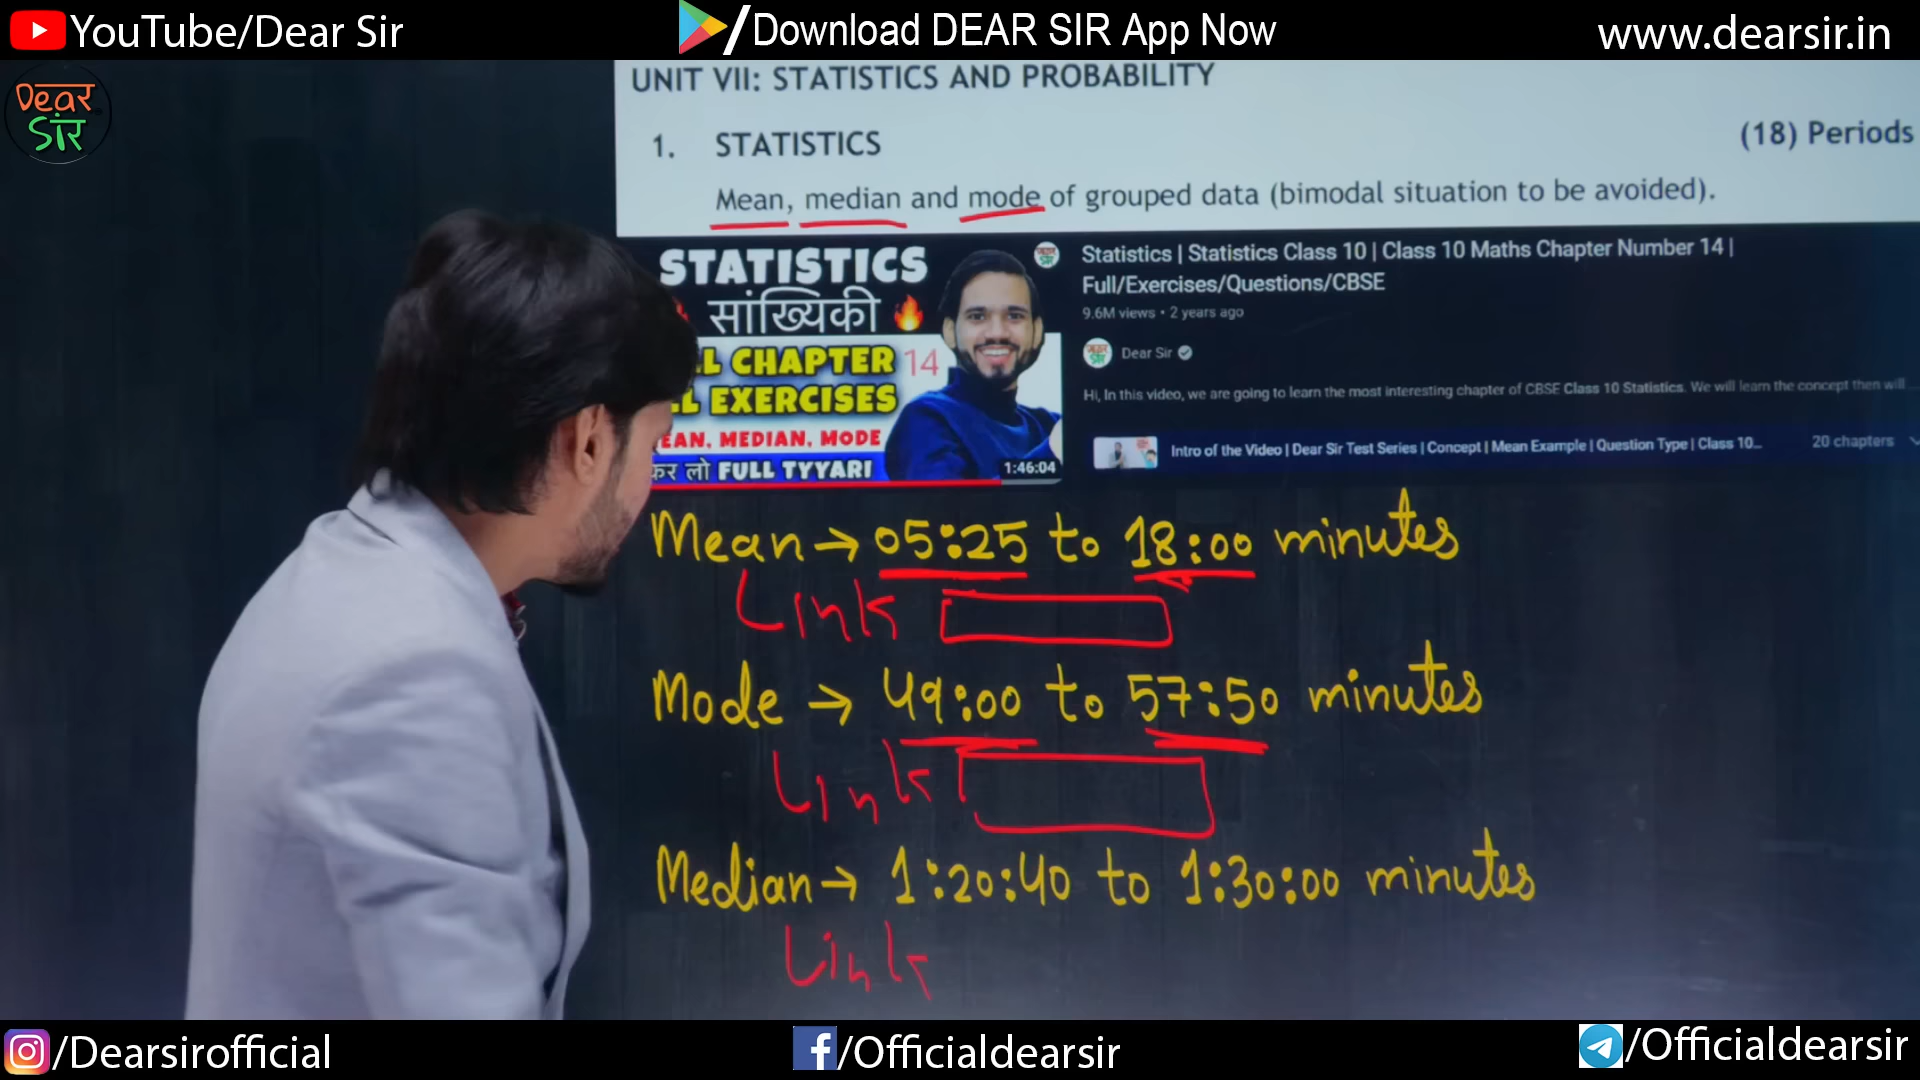 YouTube/Dear Sir
/Download DEAR SIR App Now
www.dearsir.in
Dear
सर
UNIT VII: STATISTICS AND PROBABILITY
1. STATISTICS
(18) Periods
Mean, median and mode of grouped data (bimodal situation to be avoided).
STATISTICS
सांख्यिकी
CHAPTER 14
EXERCISES
MEDIAN, MODE
कर लो FULL TYYARI
1:46:04
Statistics | Statistics Class 10 | Class 10 Maths Chapter Number 14 |
Full/Exercises/Questions/CBSE
9.6M views • 2 years ago
Dear Sir
Hi, In this video, we are going to learn the most interesting chapter of CBSE Class 10 Statistics. We will learn the concept then will ...
Intro of the Video | Dear Sir Test Series | Concept | Mean Example | Question Type | Class 10...
20 chapters
Mean → 05:25 to 18:00 minutes
Link
Mode → 49:00 to 57:50 minutes
Link
Median → 1:20:40 to 1:30:00 minutes
Link
/Dearsirofficial
/Officialdearsir
/Officialdearsir